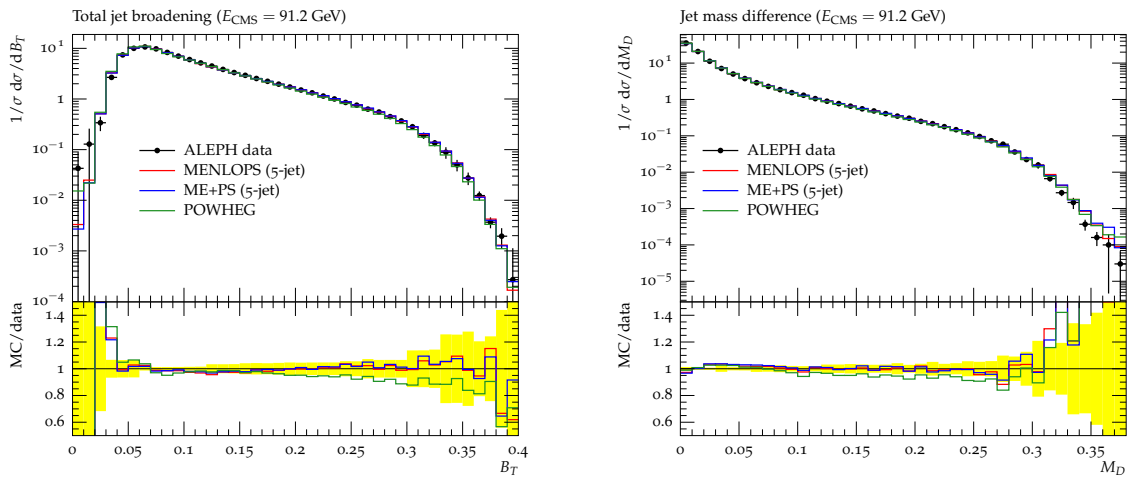 Total jet broadening (E_CMS = 91.2 GeV)
1/σ dσ/dB_T
10^1
1
10^−1
10^−2
10^−3
10^−4
ALEPH data
MENLOPS (5-jet)
ME+PS (5-jet)
POWHEG
MC/data
1.4
1.2
1
0.8
0.6
0 0.05 0.1 0.15 0.2 0.25 0.3 0.35 0.4
B_T
Jet mass difference (E_CMS = 91.2 GeV)
1/σ dσ/dM_D
10^1
1
10^−1
10^−2
10^−3
10^−4
10^−5
ALEPH data
MENLOPS (5-jet)
ME+PS (5-jet)
POWHEG
MC/data
1.4
1.2
1
0.8
0.6
0 0.05 0.1 0.15 0.2 0.25 0.3 0.35
M_D